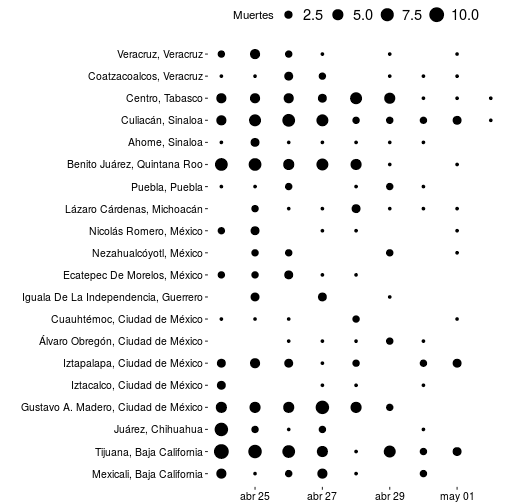 Muertes 2.5 5.0 7.5 10.0
Veracruz, Veracruz
Coatzacoalcos, Veracruz
Centro, Tabasco
Culiacán, Sinaloa
Ahome, Sinaloa
Benito Juárez, Quintana Roo
Puebla, Puebla
Lázaro Cárdenas, Michoacán
Nicolás Romero, México
Nezahualcóyotl, México
Ecatepec De Morelos, México
Iguala De La Independencia, Guerrero
Cuauhtémoc, Ciudad de México
Álvaro Obregón, Ciudad de México
Iztapalapa, Ciudad de México
Iztacalco, Ciudad de México
Gustavo A. Madero, Ciudad de México
Juárez, Chihuahua
Tijuana, Baja California
Mexicali, Baja California
abr 25 abr 27 abr 29 may 01